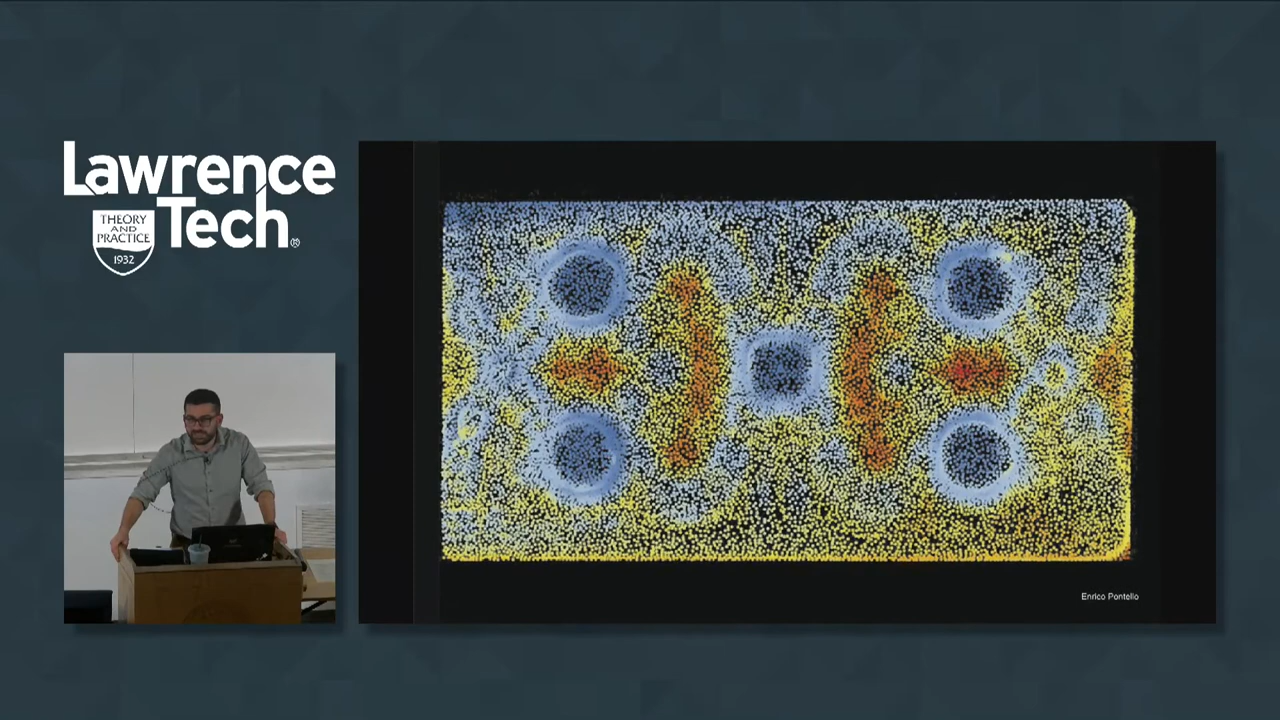 Lawrence
Tech®
THEORY
AND
PRACTICE
1932
Enrico Pontello